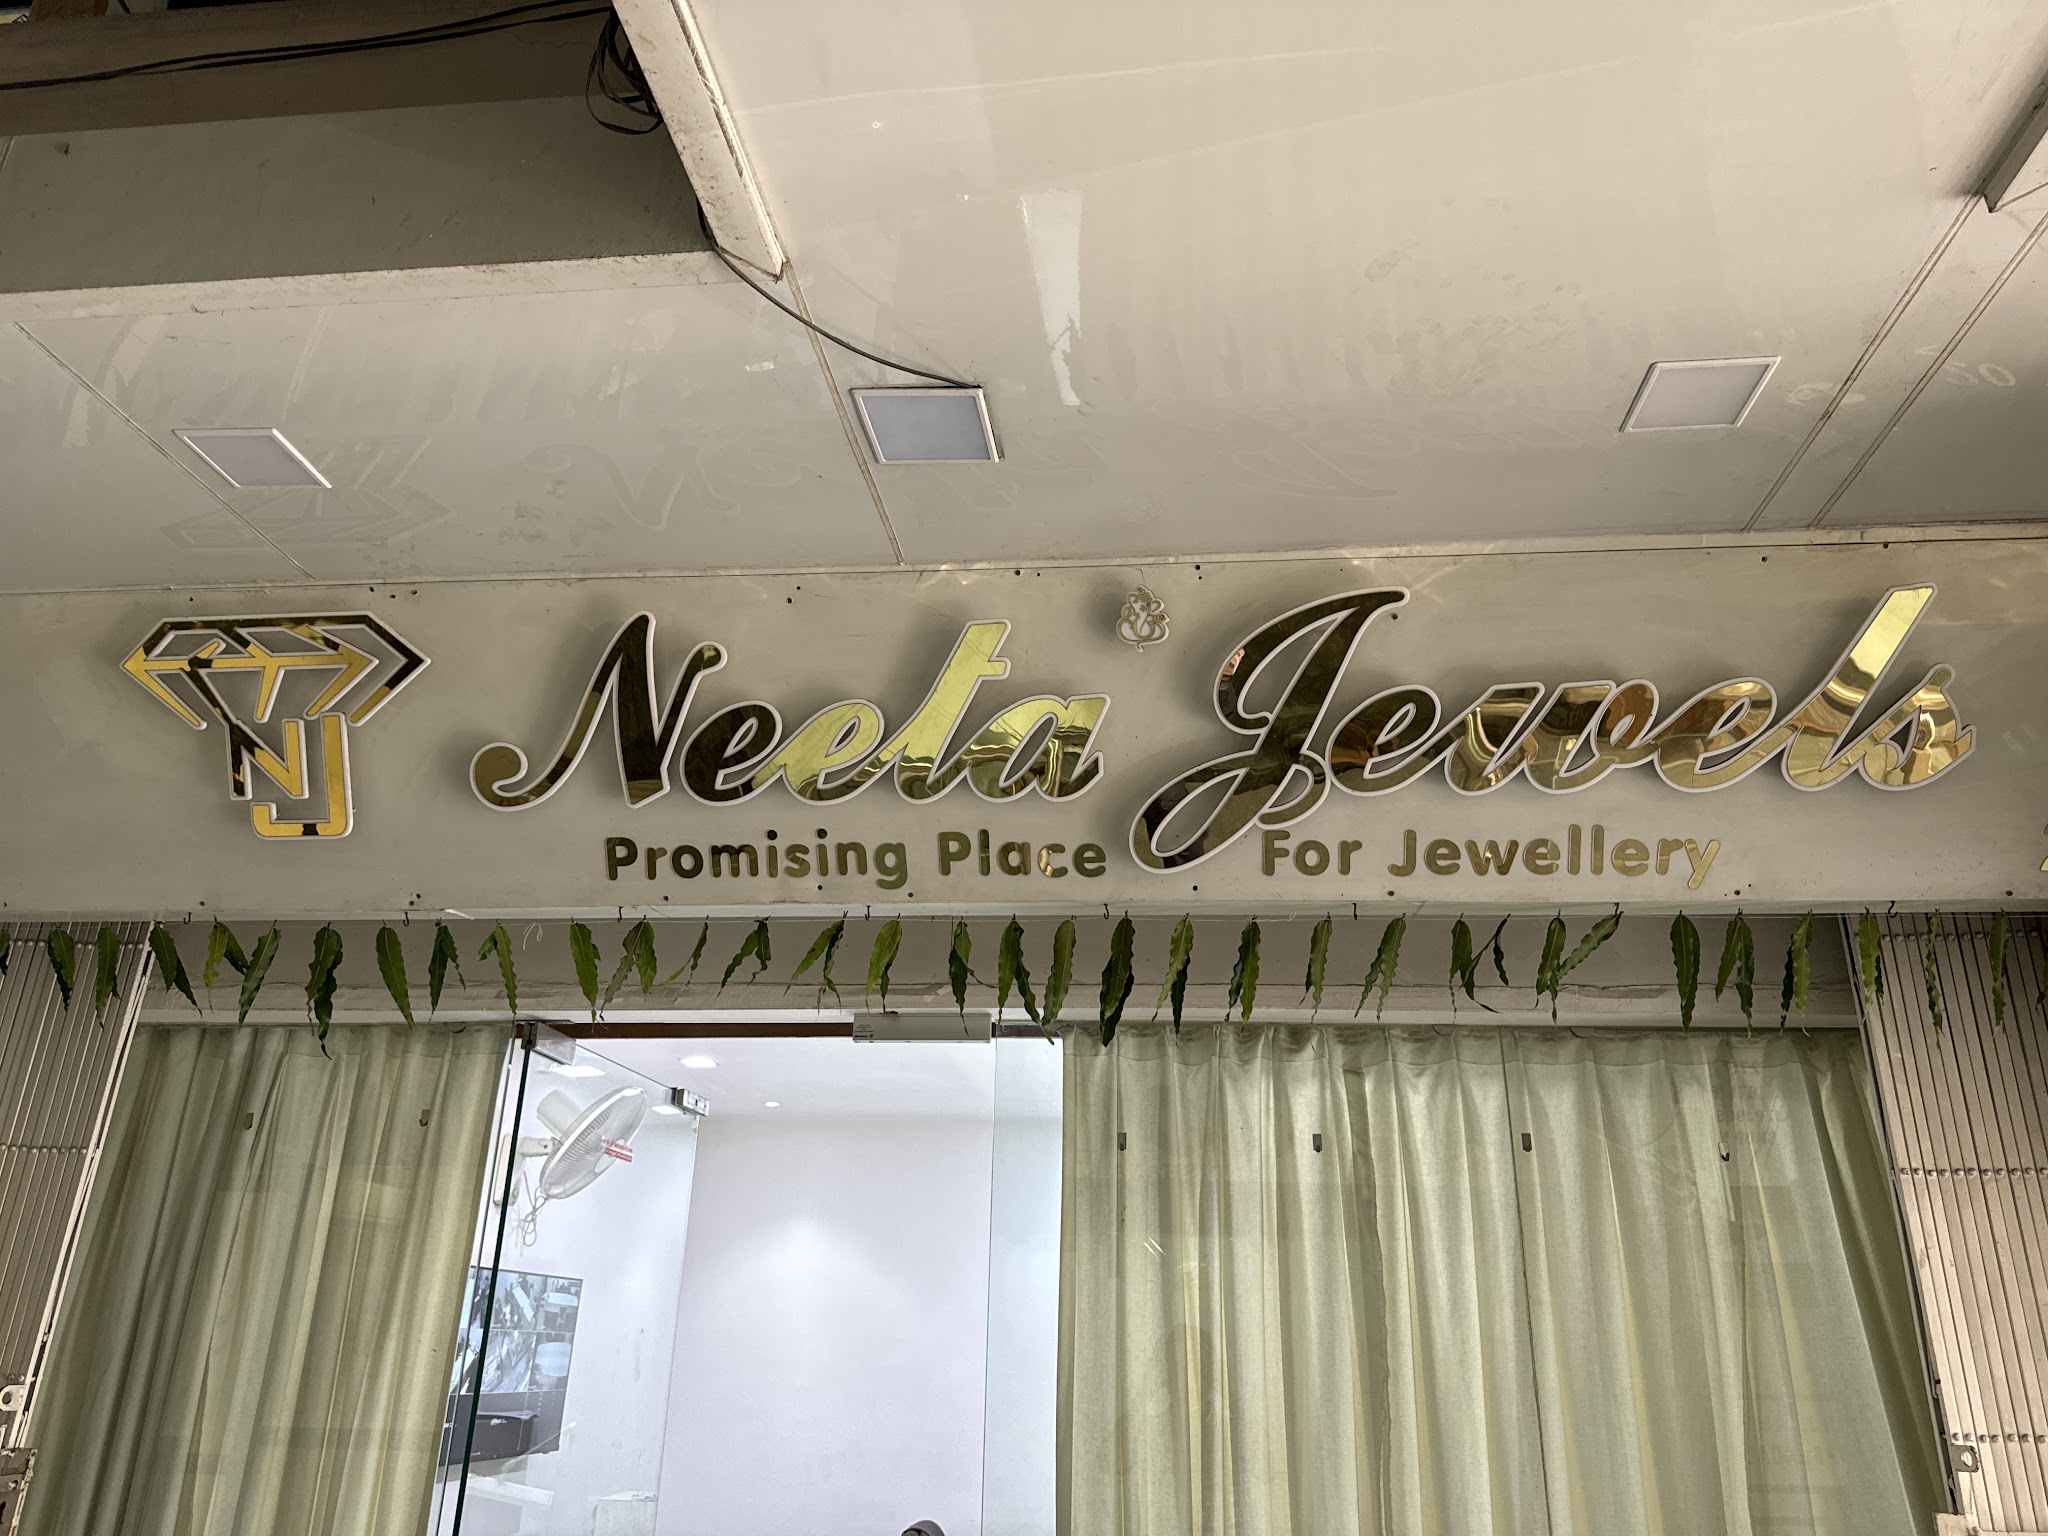 NJ
Neeta Jewels
Promising Place For Jewellery